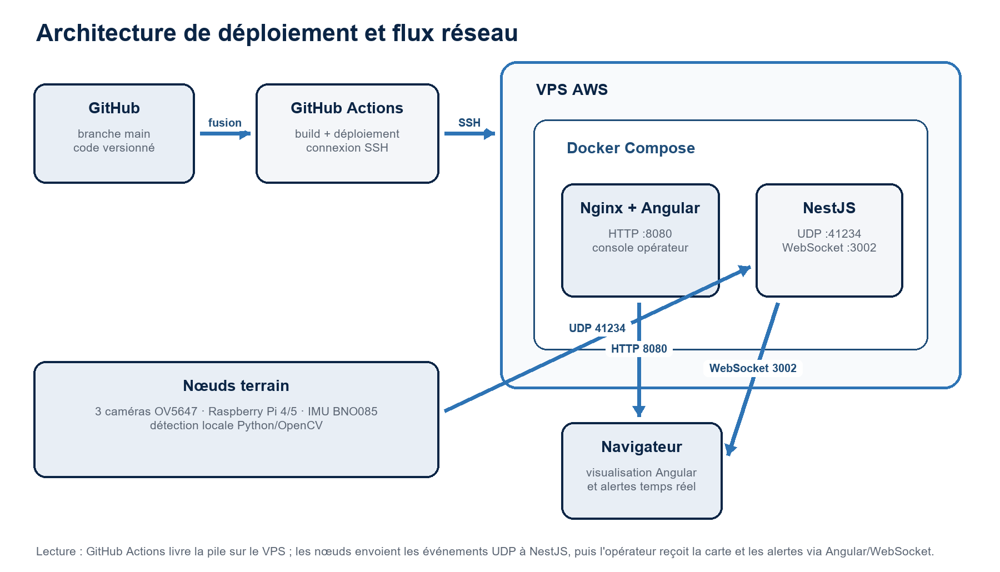 Architecture de déploiement et flux réseau
GitHub
branche main
code versionné
fusion
GitHub Actions
build + déploiement
connexion SSH
SSH
VPS AWS
Docker Compose
Nginx + Angular
HTTP :8080
console opérateur
NestJS
UDP :41234
WebSocket :3002
UDP 41234
HTTP 8080
WebSocket 3002
Nœuds terrain
3 caméras OV5647 · Raspberry Pi 4/5 · IMU BNO085
détection locale Python/OpenCV
Navigateur
visualisation Angular
et alertes temps réel
Lecture : GitHub Actions livre la pile sur le VPS ; les nœuds envoient les événements UDP à NestJS, puis l'opérateur reçoit la carte et les alertes via Angular/WebSocket.